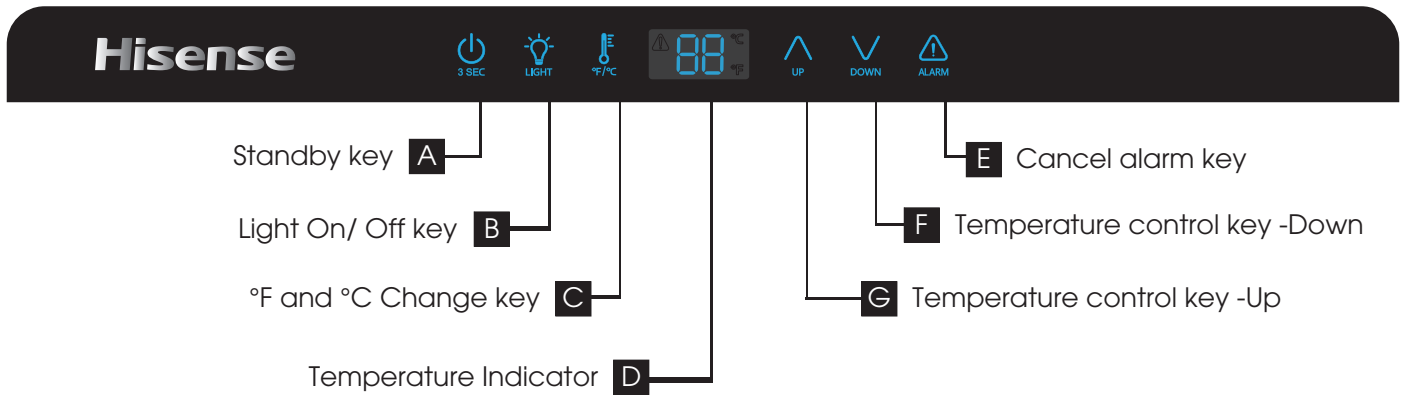 Hisense
3 SEC
LIGHT
°F/°C
88
°C
°F
UP
DOWN
ALARM
Standby key A
E Cancel alarm key
Light On/ Off key B
F Temperature control key -Down
°F and °C Change key C
G Temperature control key -Up
Temperature Indicator D